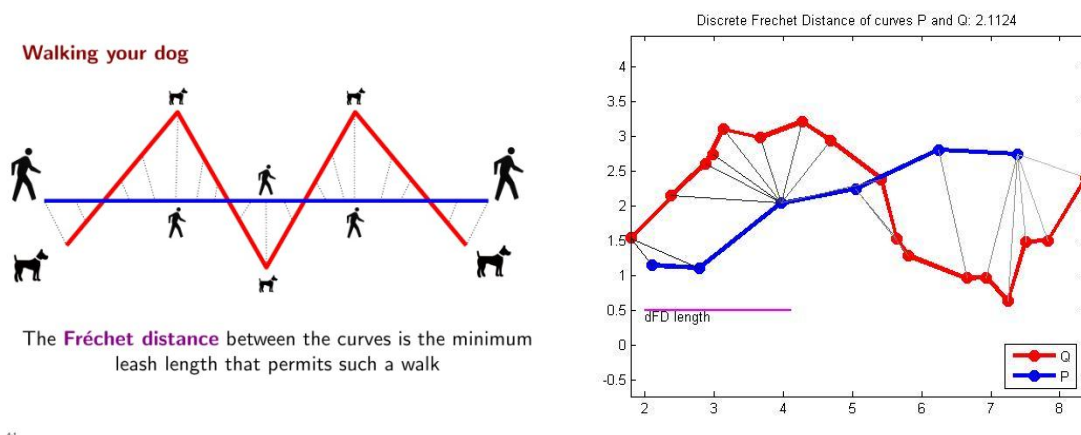 Walking your dog
The Fréchet distance between the curves is the minimum
leash length that permits such a walk
Discrete Frechet Distance of curves P and Q: 2.1124
4
3.5
3
2.5
2
1.5
1
0.5
0
-0.5
dFD length
Q
P
2 3 4 5 6 7 8